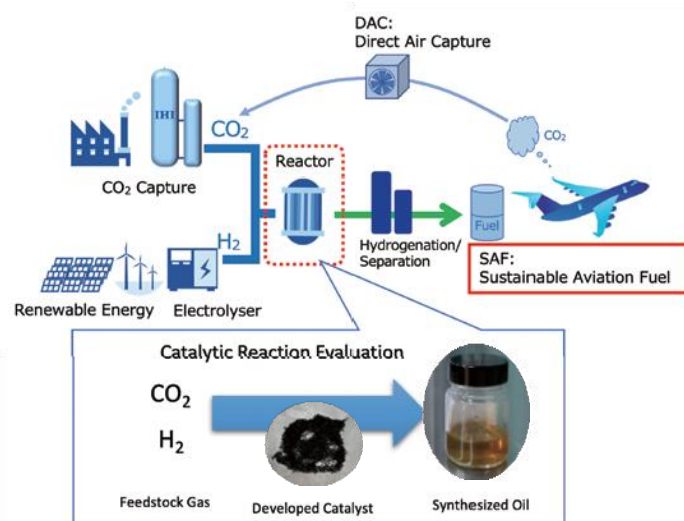 DAC:
Direct Air Capture
IHI
CO₂
CO₂
CO₂ Capture
Reactor
Fuel
Hydrogenation/
Separation
SAF:
Sustainable Aviation Fuel
H₂
Renewable Energy
Electrolyser
Catalytic Reaction Evaluation
CO₂
H₂
Feedstock Gas
Developed Catalyst
Synthesized Oil